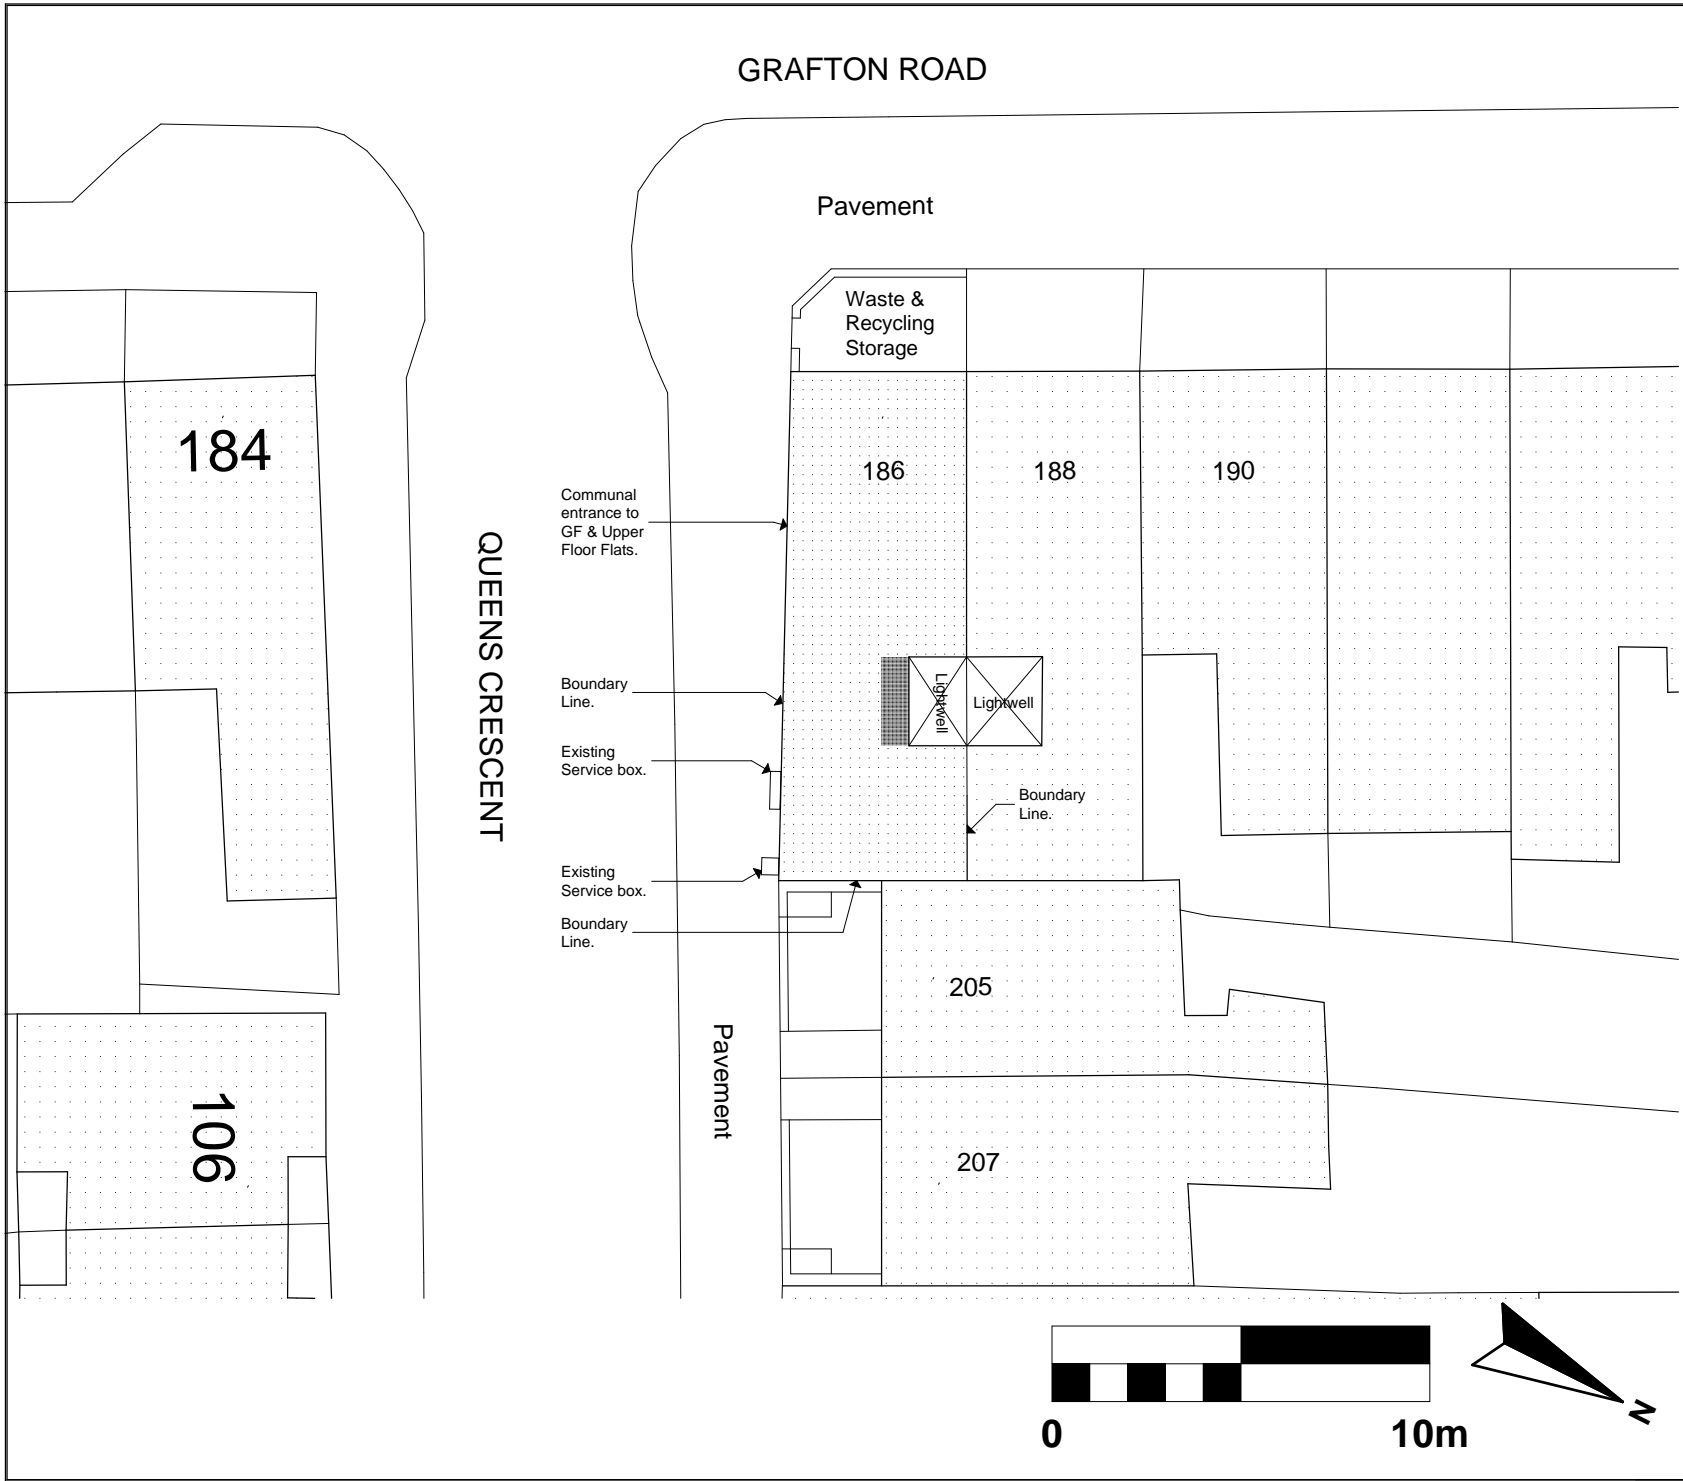 GRAFTON ROAD
Pavement
Waste &
Recycling
Storage
184
186
188
190
Communal
entrance to
GF & Upper
Floor Flats.
QUEENS CRESCENT
Boundary
Line.
Lightwell
Lightwell
Existing
Service box.
Boundary
Line.
Existing
Service box.
Boundary
Line.
205
Pavement
106
207
0
10m
N